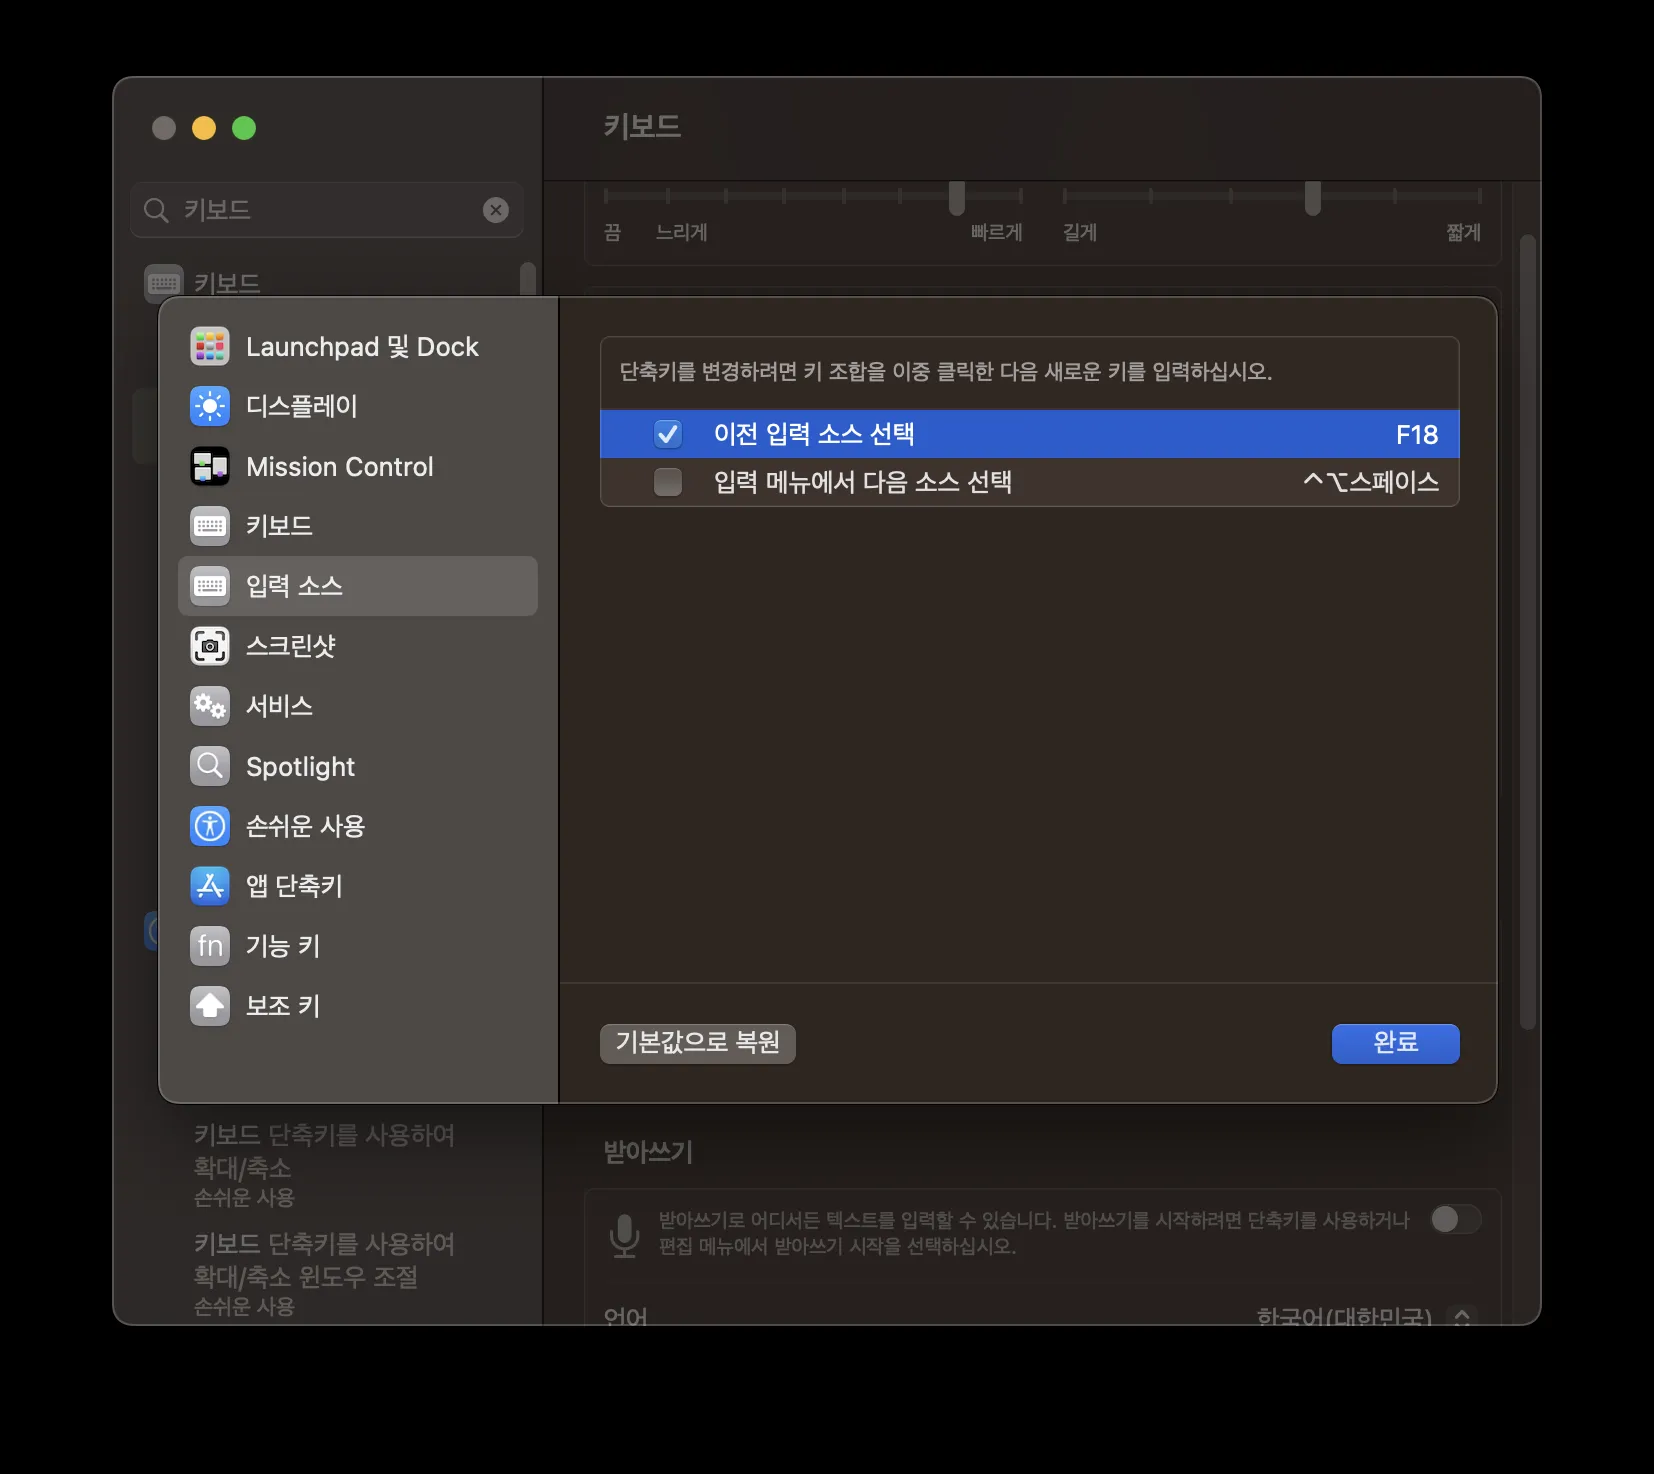 키보드
키보드
끔
느리게
빠르게
길게
짧게
키보드
Launchpad 및 Dock
디스플레이
Mission Control
키보드
입력 소스
스크린샷
서비스
Spotlight
손쉬운 사용
앱 단축키
fn 기능 키
보조 키
단축키를 변경하려면 키 조합을 이중 클릭한 다음 새로운 키를 입력하십시오.
이전 입력 소스 선택 F18
입력 메뉴에서 다음 소스 선택 ^⌥스페이스
기본값으로 복원
완료
키보드 단축키를 사용하여
확대/축소
손쉬운 사용
키보드 단축키를 사용하여
확대/축소 윈도우 조절
손쉬운 사용
받아쓰기
받아쓰기로 어디서든 텍스트를 입력할 수 있습니다. 받아쓰기를 시작하려면 단축키를 사용하거나
편집 메뉴에서 받아쓰기 시작을 선택하십시오.
언어
한국어(대한민국)